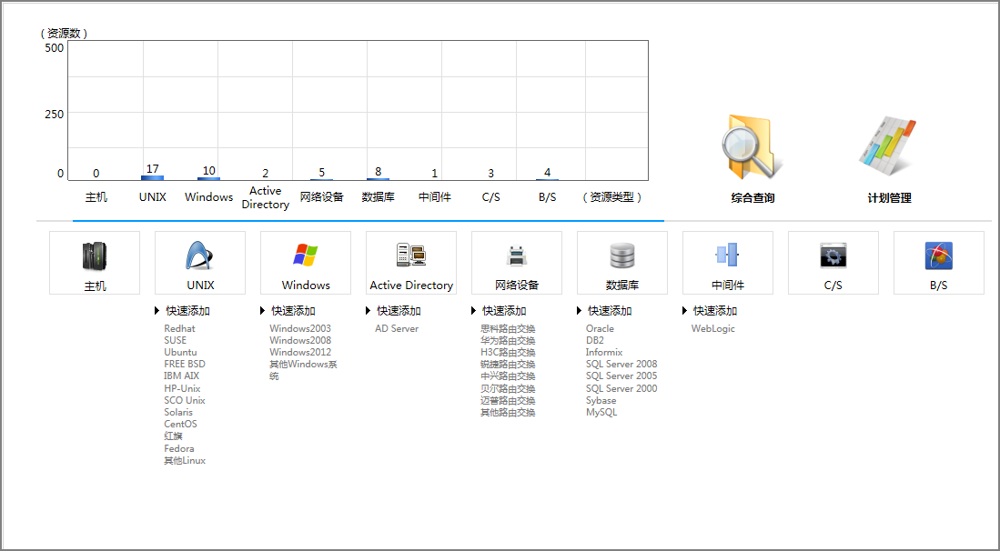 （资源数）
500
250
0
0
17
10
2
5
8
1
3
4
主机
UNIX
Windows
Active
Directory
网络设备
数据库
中间件
C/S
B/S
（资源类型）
综合查询
计划管理
主机
UNIX
Windows
Active Directory
网络设备
数据库
中间件
C/S
B/S
快速添加
Redhat
SUSE
Ubuntu
FREE BSD
IBM AIX
HP-Unix
SCO Unix
Solaris
CentOS
红旗
Fedora
其他Linux
快速添加
Windows2003
Windows2008
Windows2012
其他Windows系
统
快速添加
AD Server
快速添加
思科路由交换
华为路由交换
H3C路由交换
锐捷路由交换
中兴路由交换
贝尔路由交换
迈普路由交换
其他路由交换
快速添加
Oracle
DB2
Informix
SQL Server 2008
SQL Server 2005
SQL Server 2000
Sybase
MySQL
快速添加
WebLogic